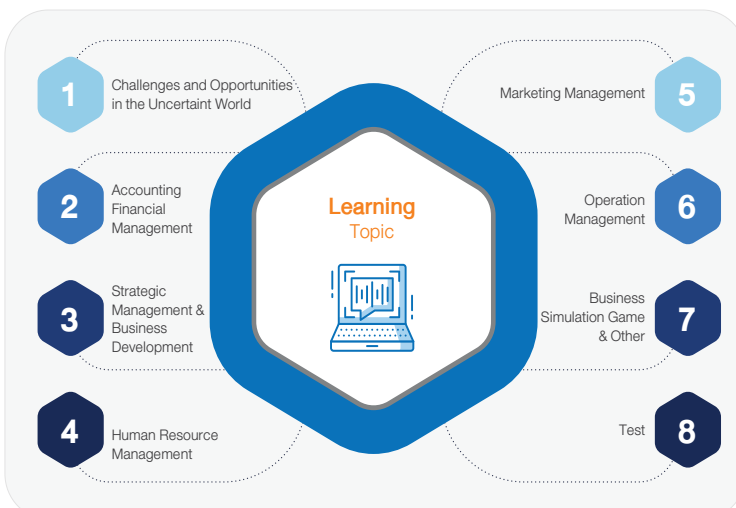 1
Challenges and Opportunities
in the Uncertaint World
2
Accounting
Financial
Management
3
Strategic
Management &
Business
Development
4
Human Resource
Management
Learning
Topic
Marketing Management
5
Operation
Management
6
Business
Simulation Game
& Other
7
Test
8